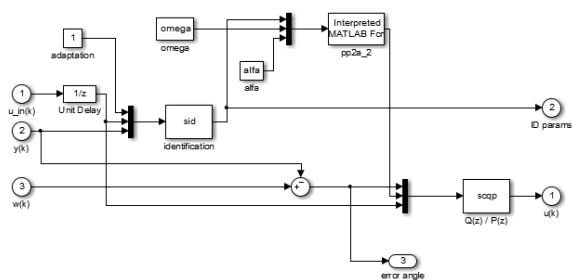 omega
omega
Interpreted
MATLAB Fcn
pp2a_2
1
adaptation
alfa
alfa
1
u_in(k)
1/z
Unit Delay
sid
identification
2
ID params
2
y(k)
3
w(k)
+
−
scqp
Q(z) / P(z)
1
u(k)
3
error angle